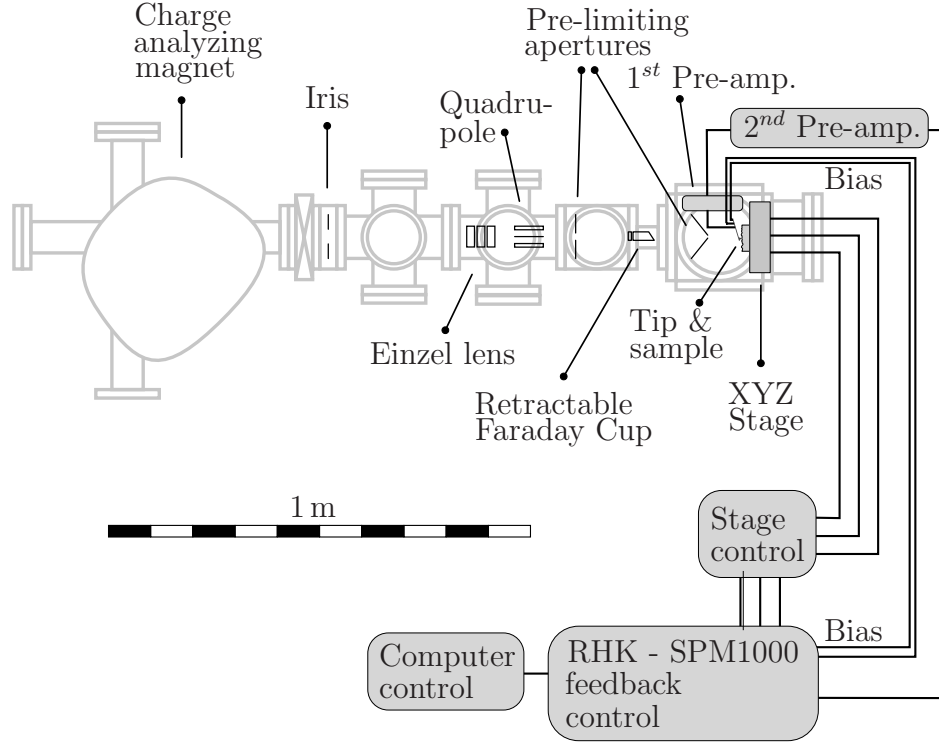 Charge
analyzing
magnet
Iris
Quadru-
pole
Pre-limiting
apertures
1st Pre-amp.
2nd Pre-amp.
Bias
Einzel lens
Tip &
sample
Retractable
Faraday Cup
XYZ
Stage
1 m
Stage
control
Bias
Computer
control
RHK - SPM1000
feedback
control